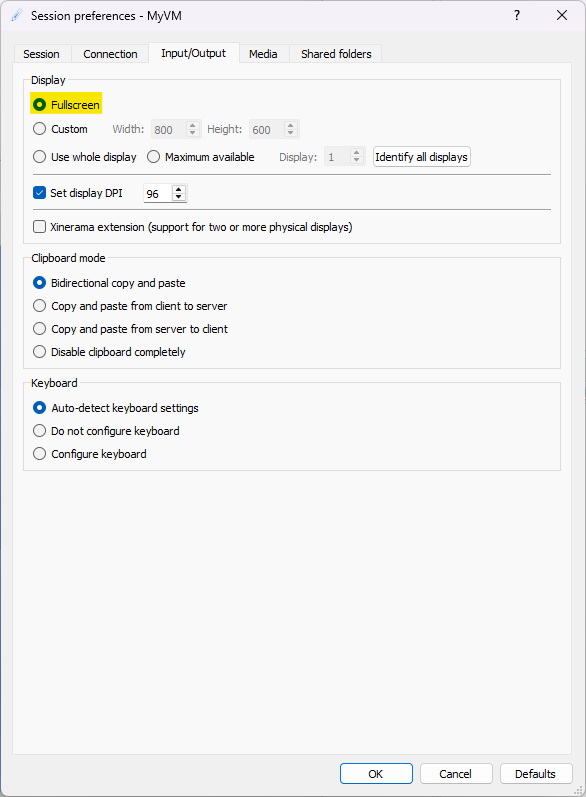 Session preferences - MyVM ?
Session Connection Input/Output Media Shared folders
Display
Fullscreen
Custom Width: 800 Height: 600
Use whole display Maximum available Display: 1 Identify all displays
Set display DPI 96
Xinerama extension (support for two or more physical displays)
Clipboard mode
Bidirectional copy and paste
Copy and paste from client to server
Copy and paste from server to client
Disable clipboard completely
Keyboard
Auto-detect keyboard settings
Do not configure keyboard
Configure keyboard
OK Cancel Defaults